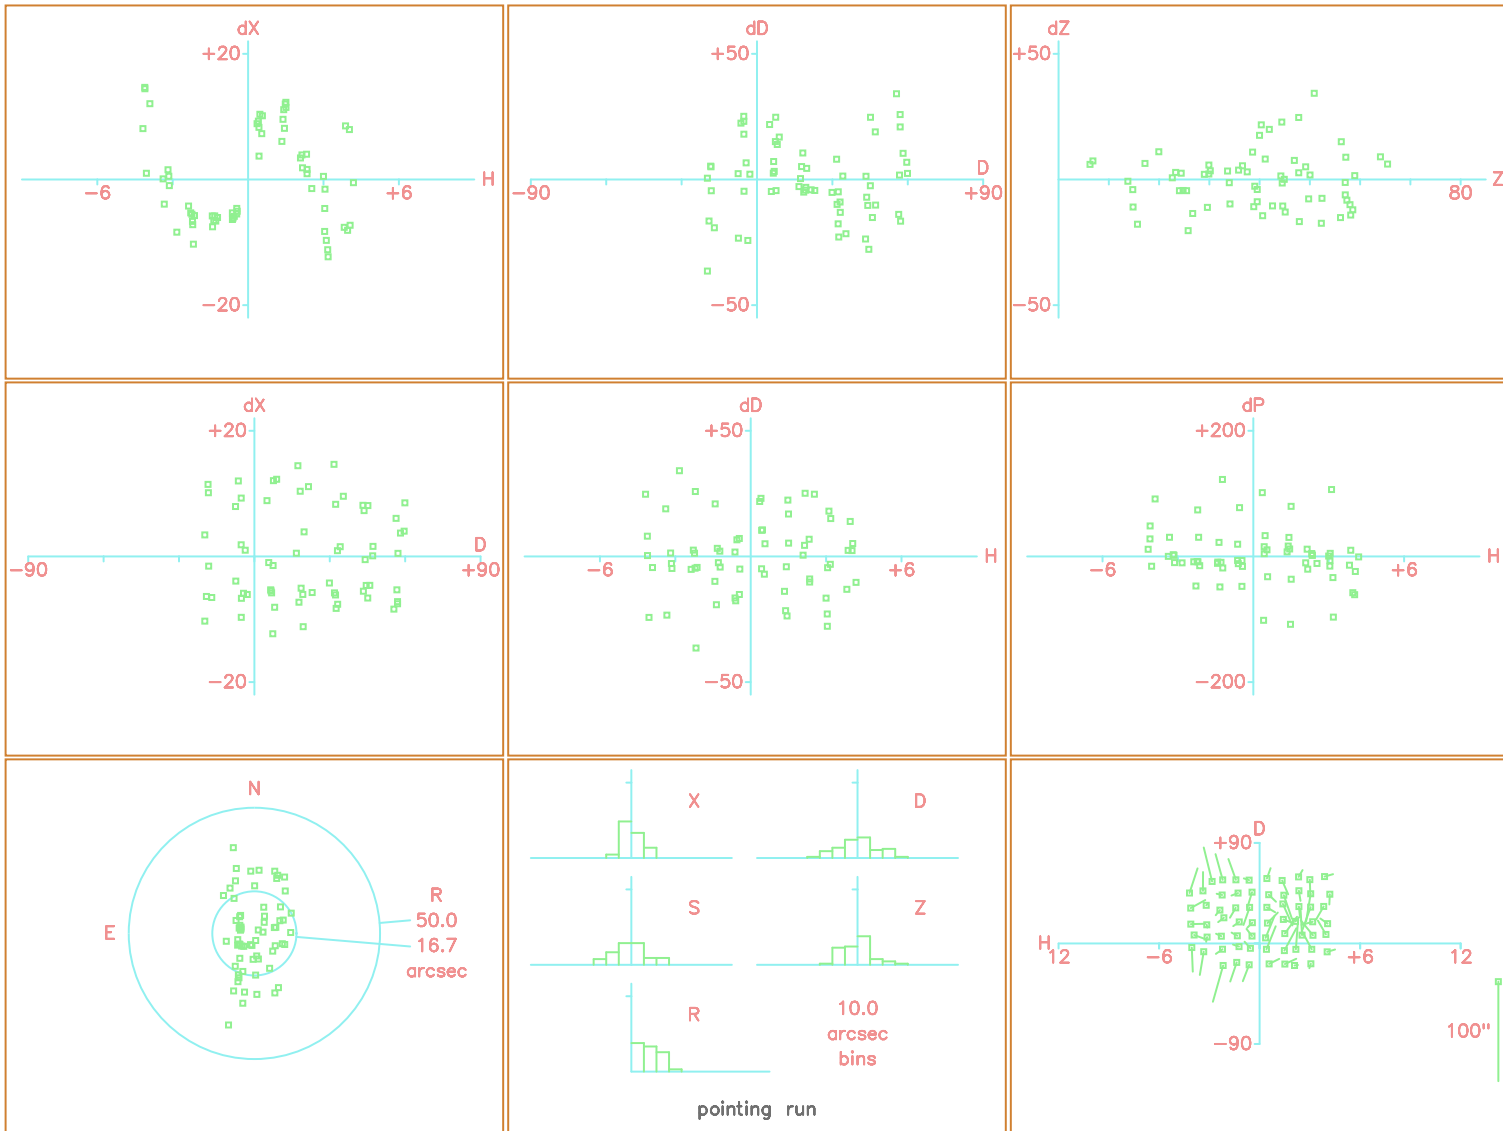 dX
+20
H
-6
+6
-20
dD
+50
D
-90
+90
-50
dZ
+50
Z
80
-50
dX
+20
D
-90
+90
-20
dD
+50
H
-6
+6
-50
dP
+200
H
-6
+6
-200
N
E
R
50.0
16.7
arcsec
X
D
S
Z
R
10.0
arcsec
bins
pointing run
D
+90
H
12
-6
+6
12
-90
100"